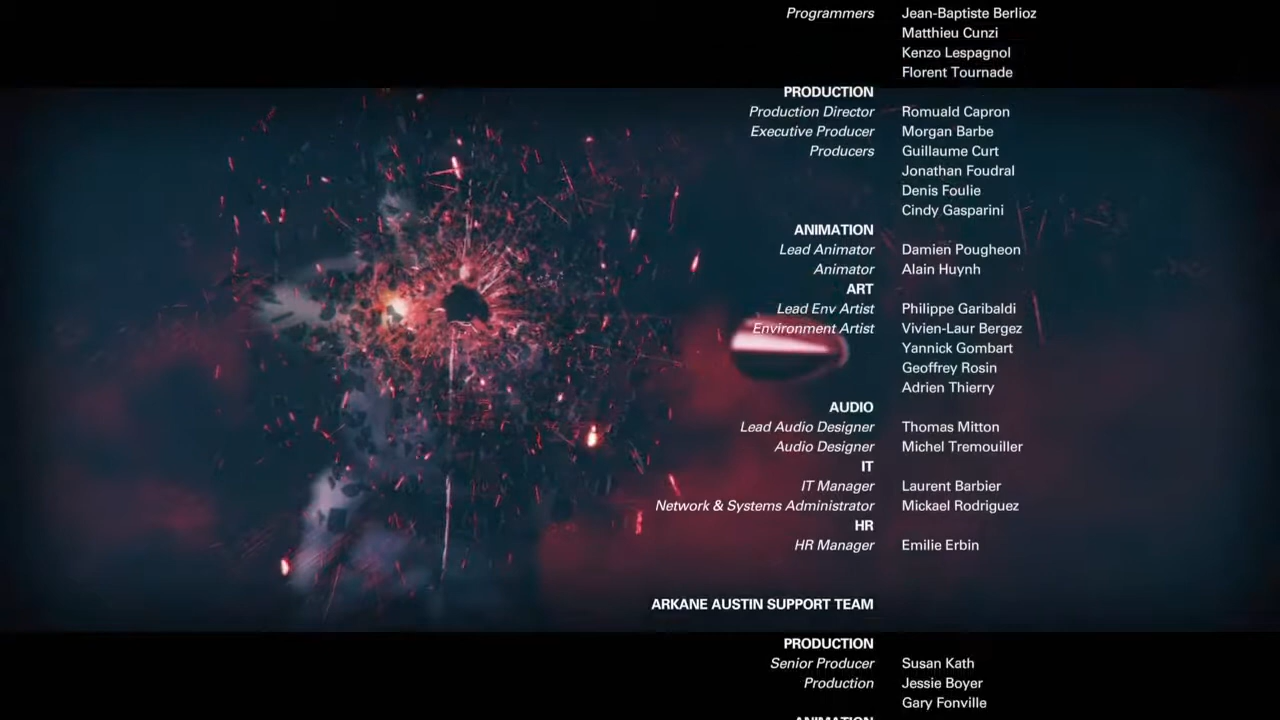 Programmers Jean-Baptiste Berlioz
Matthieu Cunzi
Kenzo Lespagnol
Florent Tournade
PRODUCTION
Production Director Romuald Capron
Executive Producer Morgan Barbe
Producers Guillaume Curt
Jonathan Foudral
Denis Foulie
Cindy Gasparini
ANIMATION
Lead Animator Damien Pougheon
Animator Alain Huynh
ART
Lead Env Artist Philippe Garibaldi
Environment Artist Vivien-Laur Bergez
Yannick Gombart
Geoffrey Rosin
Adrien Thierry
AUDIO
Lead Audio Designer Thomas Mitton
Audio Designer Michel Tremouiller
IT
IT Manager Laurent Barbier
Network & Systems Administrator Mickael Rodriguez
HR
HR Manager Emilie Erbin
ARKANE AUSTIN SUPPORT TEAM
PRODUCTION
Senior Producer Susan Kath
Production Jessie Boyer
Gary Fonville
ANIMATION